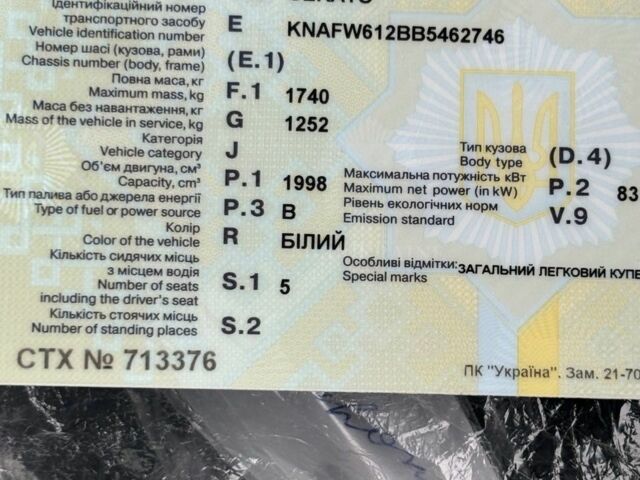 Ідентифікаційний номер
транспортного засобу
Vehicle identification number E KNAFW612BB5462746
Номер шасі (кузова, рами)
Chassis number (body, frame) (E.1)
Повна маса, кг
Maximum mass, kg F.1 1740
Маса без навантаження, кг
Mass of the vehicle in service, kg G 1252
Категорія
Vehicle category J
Тип кузова
Body type (D.4)
Об'єм двигуна, см³
Capacity, cm³ P.1 1998
Максимальна потужність кВт
Maximum net power (in kW) P.2 83
Тип палива або джерела енергії
Type of fuel or power source P.3 B
Рівень екологічних норм
Emission standard V.9
Колір
Color of the vehicle R БІЛИЙ
Особливі відмітки: ЗАГАЛЬНИЙ ЛЕГКОВИЙ КУПЕ
Special marks
Кількість сидячих місць
з місцем водія
Number of seats S.1 5
including the driver's seat
Кількість стоячих місць
Number of standing places S.2
СТХ № 713376
ПК "Україна". Зам. 21-70